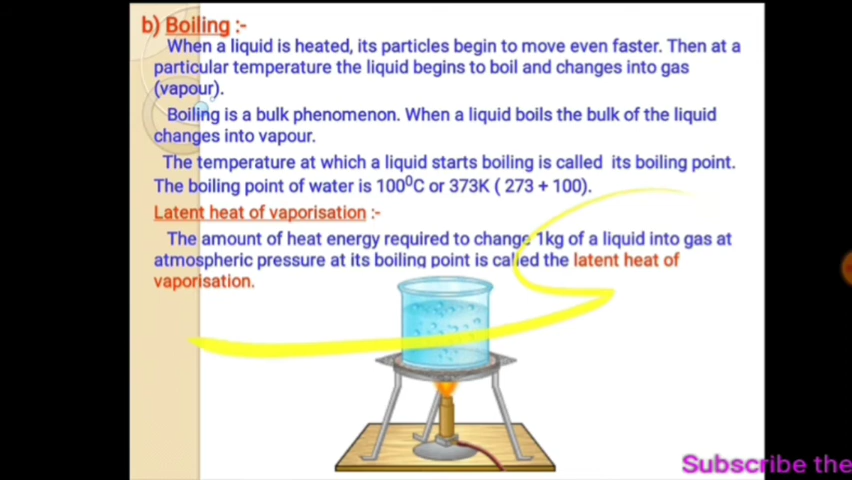 b) Boiling :-
When a liquid is heated, its particles begin to move even faster. Then at a
particular temperature the liquid begins to boil and changes into gas
(vapour).
Boiling is a bulk phenomenon. When a liquid boils the bulk of the liquid
changes into vapour.
The temperature at which a liquid starts boiling is called its boiling point.
The boiling point of water is 100⁰C or 373K ( 273 + 100).
Latent heat of vaporisation :-
The amount of heat energy required to change 1kg of a liquid into gas at
atmospheric pressure at its boiling point is called the latent heat of
vaporisation.
Subscribe the